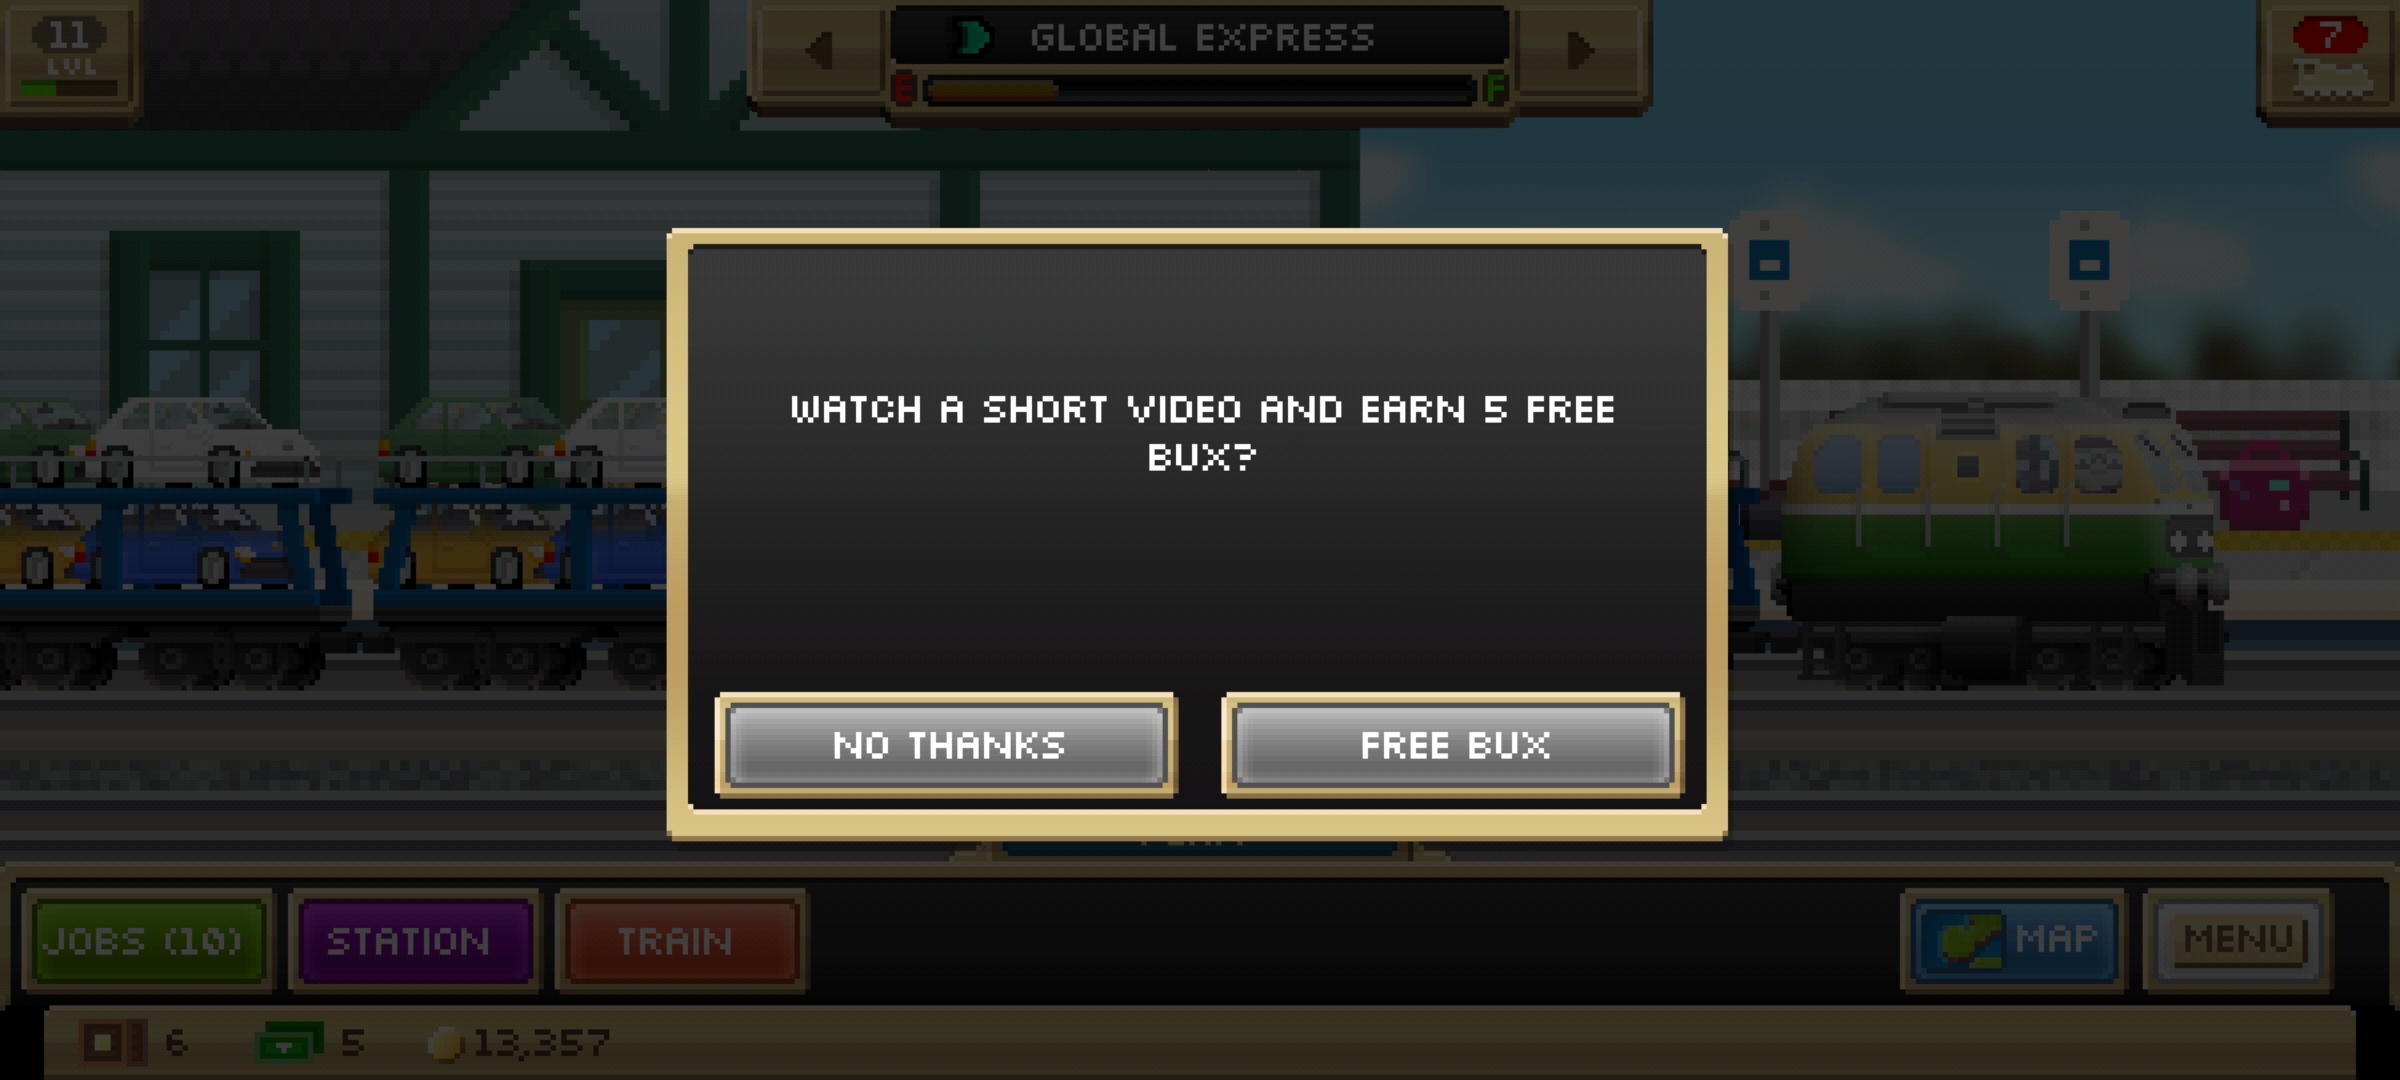 11
LVL
GLOBAL EXPRESS
E F
7
WATCH A SHORT VIDEO AND EARN 5 FREE
BUX?
NO THANKS FREE BUX
JOBS (10) STATION TRAIN MAP MENU
6 5 13,357